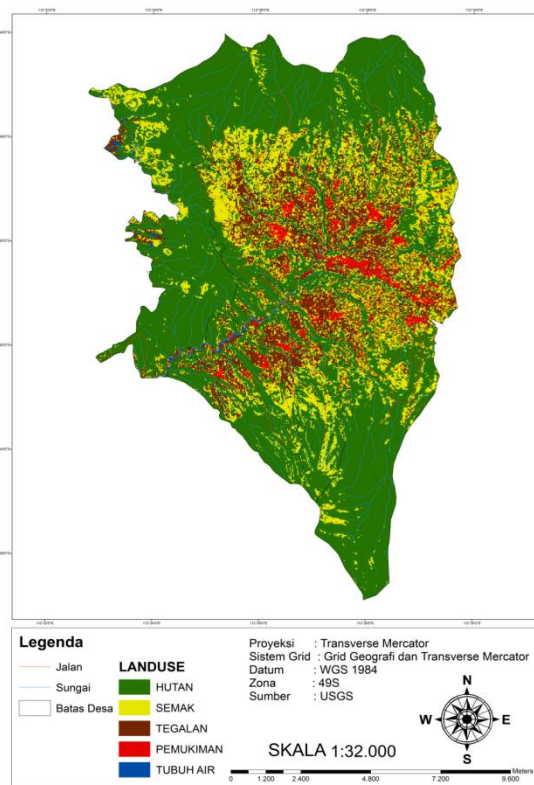 Legenda
Jalan
Sungai
Batas Desa
LANDUSE
HUTAN
SEMAK
TEGALAN
PEMUKIMAN
TUBUH AIR
Proyeksi : Transverse Mercator
Sistem Grid : Grid Geografi dan Transverse Mercator
Datum : WGS 1984
Zona : 49S
Sumber : USGS
N
W E
S
SKALA 1:32.000
Meters
0 1.200 2.400 4.800 7.200 9.600